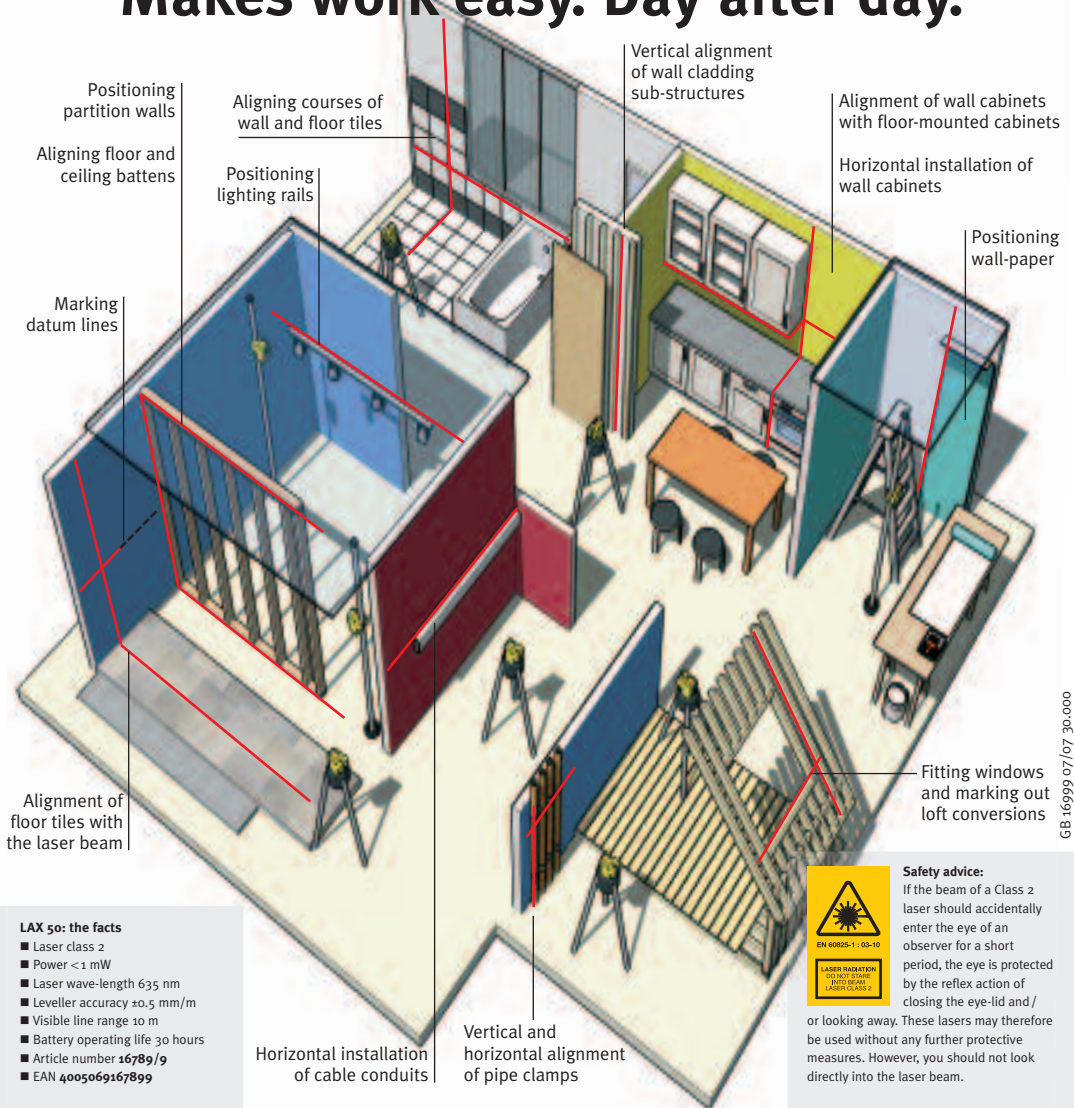 Makes work easy. Day after day.
Vertical alignment
of wall cladding
sub-structures
Positioning
partition walls
Aligning floor and
ceiling battens
Aligning courses of
wall and floor tiles
Positioning
lighting rails
Alignment of wall cabinets
with floor-mounted cabinets
Horizontal installation of
wall cabinets
Positioning
wall-paper
Marking
datum lines
Alignment of
floor tiles with
the laser beam
Fitting windows
and marking out
loft conversions
GB 16999 07/07 30.000
Horizontal installation
of cable conduits
Vertical and
horizontal alignment
of pipe clamps
LAX 50: the facts
■ Laser class 2
■ Power <1 mW
■ Laser wave-length 635 nm
■ Leveller accuracy ±0.5 mm/m
■ Visible line range 10 m
■ Battery operating life 30 hours
■ Article number 16789/9
■ EAN 4005069167899
EN 60825-1 : 03-10
LASER RADIATION
DO NOT STARE
INTO BEAM
LASER CLASS 2
Safety advice:
If the beam of a Class 2
laser should accidentally
enter the eye of an
observer for a short
period, the eye is protected
by the reflex action of
closing the eye-lid and /
or looking away. These lasers may therefore
be used without any further protective
measures. However, you should not look
directly into the laser beam.